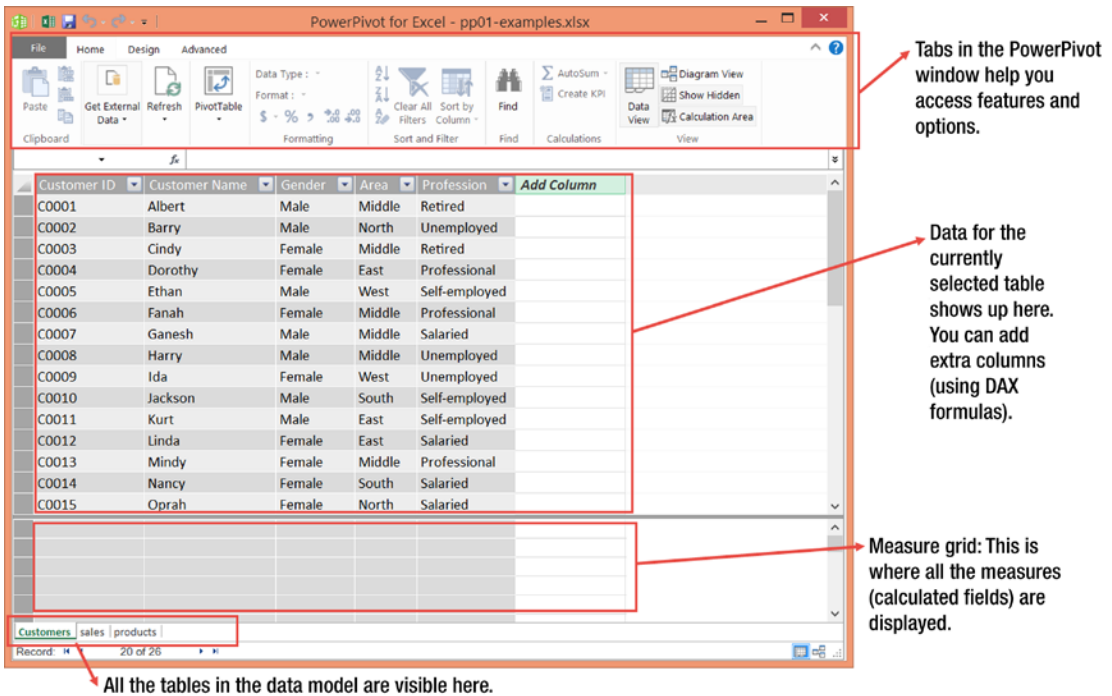 PowerPivot for Excel - pp01-examples.xlsx
File Home Design Advanced
Paste
Get External Data
Refresh
PivotTable
Data Type :
Format :
$ % ,
Clear All Filters
Sort by Column
Find
AutoSum
Create KPI
Data View
Diagram View
Show Hidden
Calculation Area
Clipboard Formatting Sort and Filter Find Calculations View
fx
Customer ID Customer Name Gender Area Profession Add Column
C0001 Albert Male Middle Retired
C0002 Barry Male North Unemployed
C0003 Cindy Female Middle Retired
C0004 Dorothy Female East Professional
C0005 Ethan Male West Self-employed
C0006 Fanah Female Middle Professional
C0007 Ganesh Male Middle Salaried
C0008 Harry Male Middle Unemployed
C0009 Ida Female West Unemployed
C0010 Jackson Male South Self-employed
C0011 Kurt Male East Self-employed
C0012 Linda Female East Salaried
C0013 Mindy Female Middle Professional
C0014 Nancy Female South Salaried
C0015 Oprah Female North Salaried
Customers sales products
Record: 20 of 26
Tabs in the PowerPivot
window help you
access features and
options.
Data for the
currently
selected table
shows up here.
You can add
extra columns
(using DAX
formulas).
Measure grid: This is
where all the measures
(calculated fields) are
displayed.
All the tables in the data model are visible here.